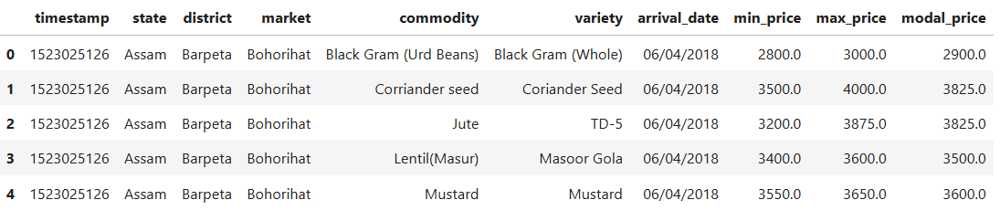 timestamp state district market commodity variety arrival_date min_price max_price modal_price
0 1523025126 Assam Barpeta Bohorihat Black Gram (Urd Beans) Black Gram (Whole) 06/04/2018 2800.0 3000.0 2900.0
1 1523025126 Assam Barpeta Bohorihat Corriander seed Coriander Seed 06/04/2018 3500.0 4000.0 3825.0
2 1523025126 Assam Barpeta Bohorihat Jute TD-5 06/04/2018 3200.0 3875.0 3825.0
3 1523025126 Assam Barpeta Bohorihat Lentil(Masur) Masoor Gola 06/04/2018 3400.0 3600.0 3500.0
4 1523025126 Assam Barpeta Bohorihat Mustard Mustard 06/04/2018 3550.0 3650.0 3600.0